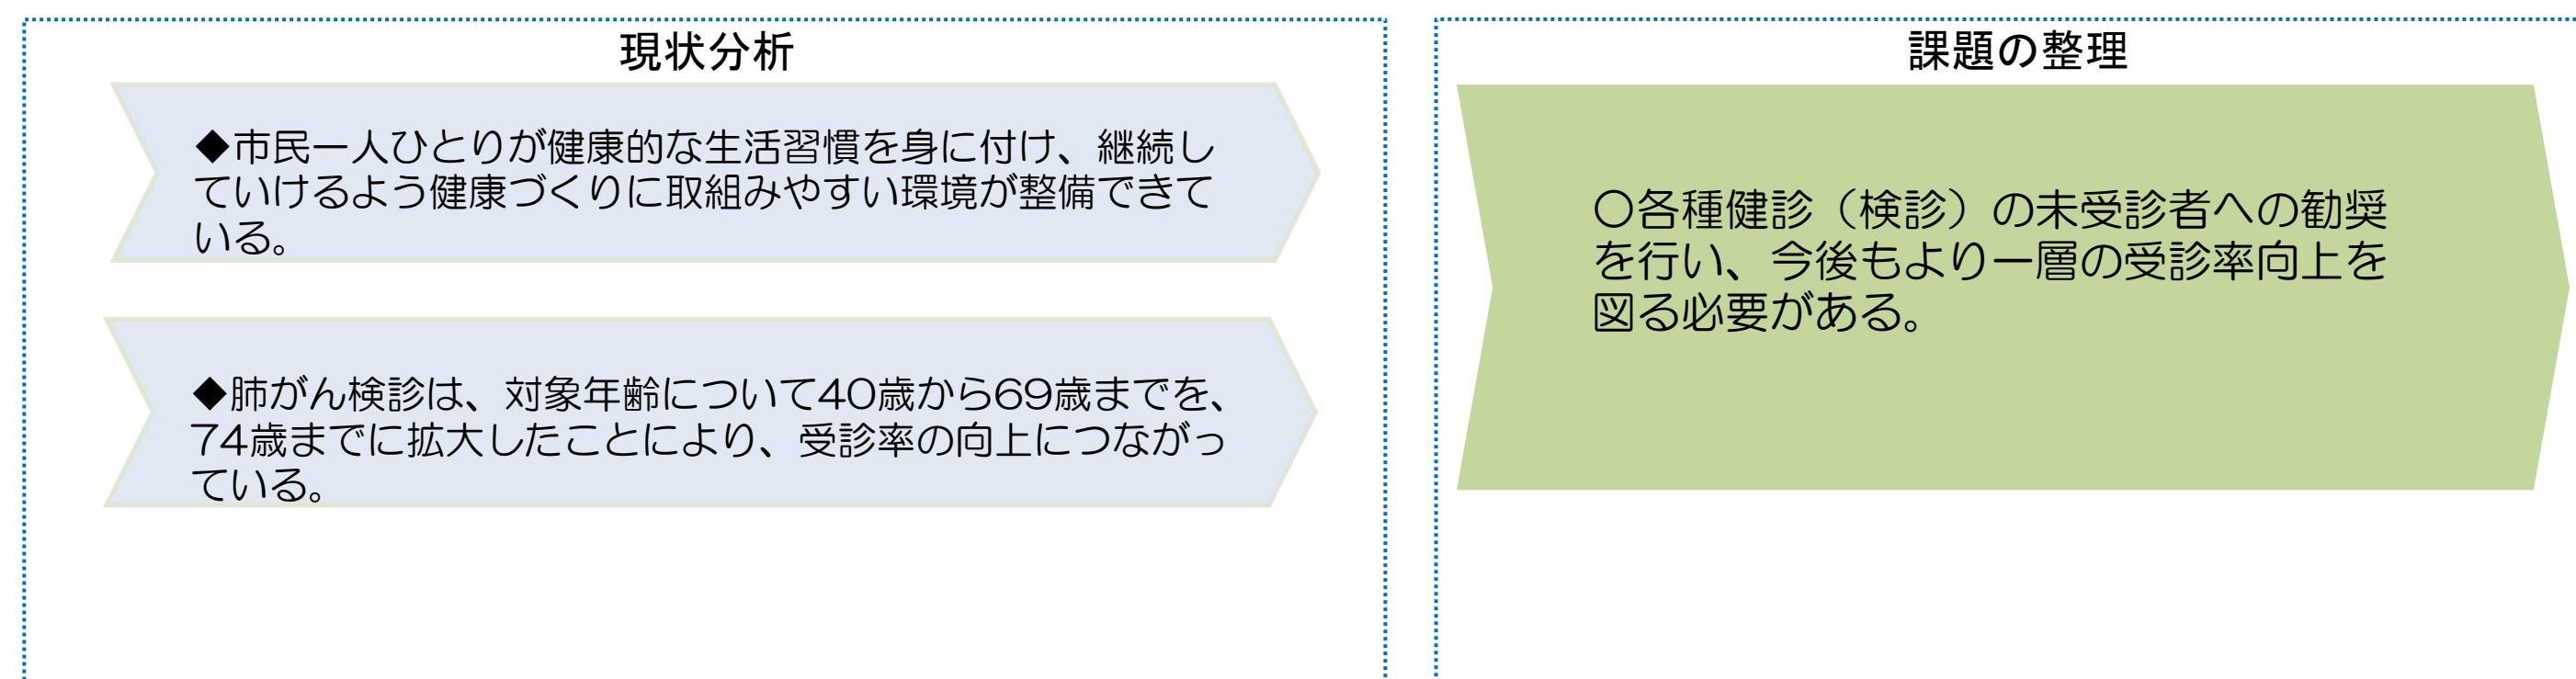 現状分析
◆市民一人ひとりが健康的な生活習慣を身に付け、継続し
ていけるよう健康づくりに取組みやすい環境が整備できて
いる。
◆肺がん検診は、対象年齢について40歳から69歳までを、
74歳までに拡大したことにより、受診率の向上につながっ
ている。
課題の整理
〇各種健診（検診）の未受診者への勧奨
を行い、今後もより一層の受診率向上を
図る必要がある。